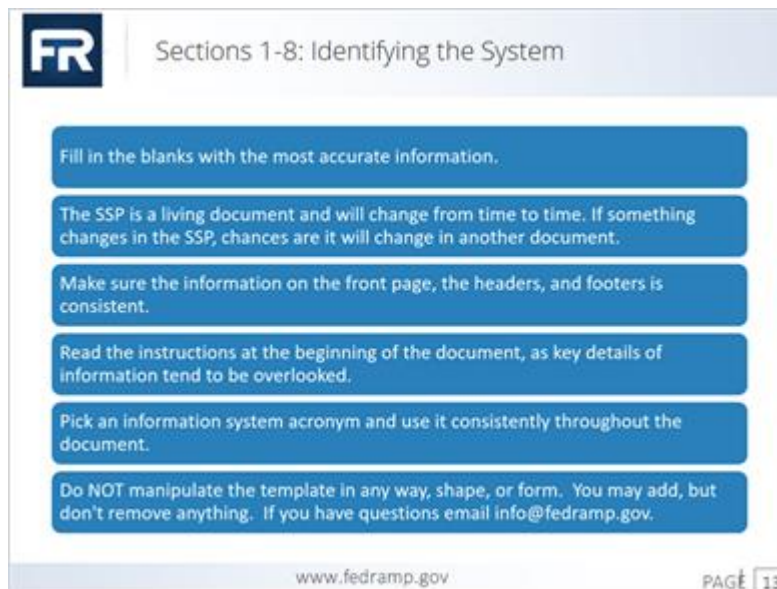 FR
Sections 1-8: Identifying the System
Fill in the blanks with the most accurate information.
The SSP is a living document and will change from time to time. If something
changes in the SSP, chances are it will change in another document.
Make sure the information on the front page, the headers, and footers is
consistent.
Read the instructions at the beginning of the document, as key details of
information tend to be overlooked.
Pick an information system acronym and use it consistently throughout the
document.
Do NOT manipulate the template in any way, shape, or form. You may add, but
don't remove anything. If you have questions email info@fedramp.gov.
www.fedramp.gov PAGE 13